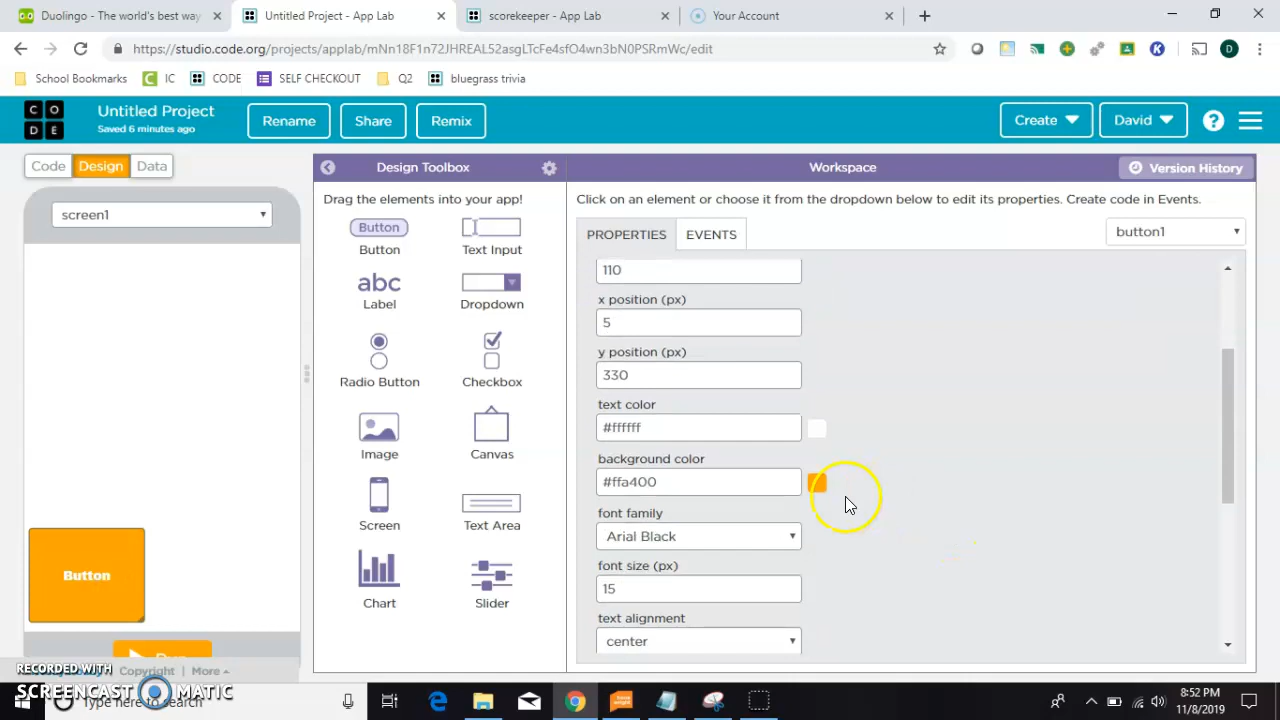 Duolingo - The world's best way
Untitled Project - App Lab
scorekeeper - App Lab
Your Account
https://studio.code.org/projects/applab/mNn18F1n72JHREAL52asgLTcFe4sfO4wn3bN0PSRmWc/edit
K
D
School Bookmarks
C IC
CODE
SELF CHECKOUT
Q2
bluegrass trivia
C O
D E
Untitled Project
Saved 6 minutes ago
Rename
Share
Remix
Create
David
?
Code
Design
Data
Design Toolbox
Workspace
Version History
screen1
Drag the elements into your app!
Click on an element or choose it from the dropdown below to edit its properties. Create code in Events.
Button
Button
Text Input
abc
Label
Dropdown
Radio Button
Checkbox
Image
Canvas
Screen
Text Area
Chart
Slider
PROPERTIES
EVENTS
button1
110
x position (px)
5
y position (px)
330
text color
#ffffff
background color
#ffa400
font family
Arial Black
font size (px)
15
text alignment
center
Button
Run
RECORDED WITH
Copyright
More
SCREENCAST MATIC
Type here to search
8:52 PM
11/8/2019